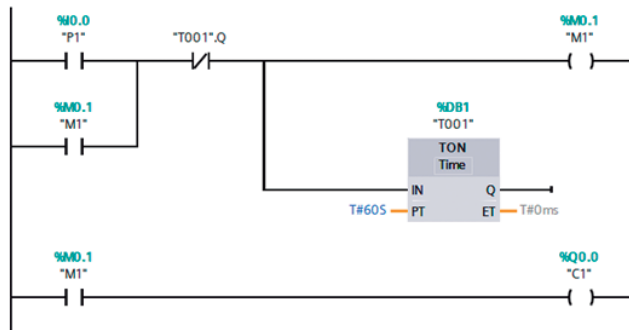 %I0.0
"P1"
"T001".Q
%M0.1
"M1"
%M0.1
"M1"
%DB1
"T001"
TON
Time
IN
Q
T#60S
PT
ET
T#0ms
%M0.1
"M1"
%Q0.0
"C1"